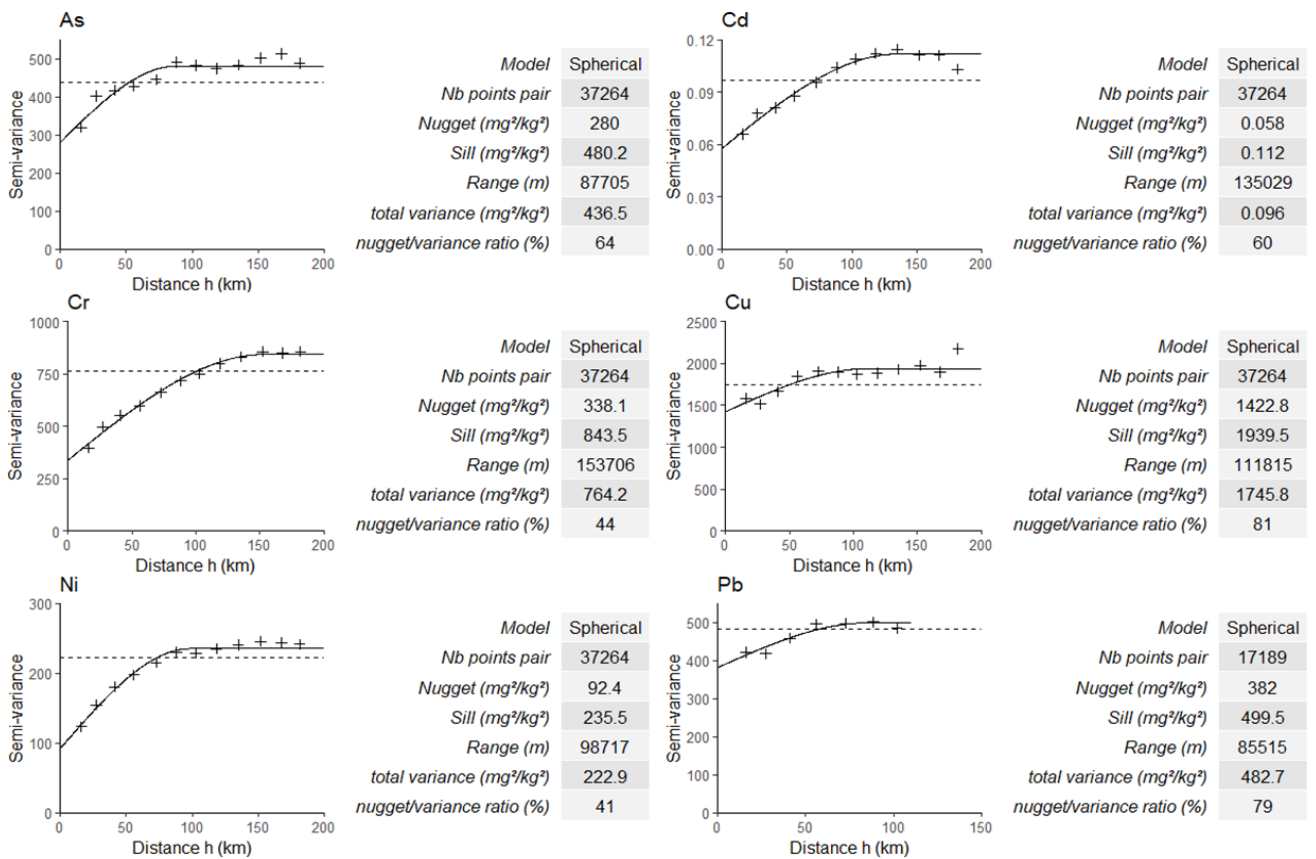 As
Semi-variance
500
400
300
200
100
0
0 50 100 150 200
Distance h (km)
Model Spherical
Nb points pair 37264
Nugget (mg²/kg²) 280
Sill (mg²/kg²) 480.2
Range (m) 87705
total variance (mg²/kg²) 436.5
nugget/variance ratio (%) 64
Cd
Semi-variance
0.12
0.09
0.06
0.03
0.00
0 50 100 150 200
Distance h (km)
Model Spherical
Nb points pair 37264
Nugget (mg²/kg²) 0.058
Sill (mg²/kg²) 0.112
Range (m) 135029
total variance (mg²/kg²) 0.096
nugget/variance ratio (%) 60
Cr
Semi-variance
1000
750
500
250
0
0 50 100 150 200
Distance h (km)
Model Spherical
Nb points pair 37264
Nugget (mg²/kg²) 338.1
Sill (mg²/kg²) 843.5
Range (m) 153706
total variance (mg²/kg²) 764.2
nugget/variance ratio (%) 44
Cu
Semi-variance
2500
2000
1500
1000
500
0
0 50 100 150 200
Distance h (km)
Model Spherical
Nb points pair 37264
Nugget (mg²/kg²) 1422.8
Sill (mg²/kg²) 1939.5
Range (m) 111815
total variance (mg²/kg²) 1745.8
nugget/variance ratio (%) 81
Ni
Semi-variance
300
200
100
0
0 50 100 150 200
Distance h (km)
Model Spherical
Nb points pair 37264
Nugget (mg²/kg²) 92.4
Sill (mg²/kg²) 235.5
Range (m) 98717
total variance (mg²/kg²) 222.9
nugget/variance ratio (%) 41
Pb
Semi-variance
500
400
300
200
100
0
0 50 100 150
Distance h (km)
Model Spherical
Nb points pair 17189
Nugget (mg²/kg²) 382
Sill (mg²/kg²) 499.5
Range (m) 85515
total variance (mg²/kg²) 482.7
nugget/variance ratio (%) 79